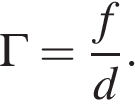 Γ = f/d.